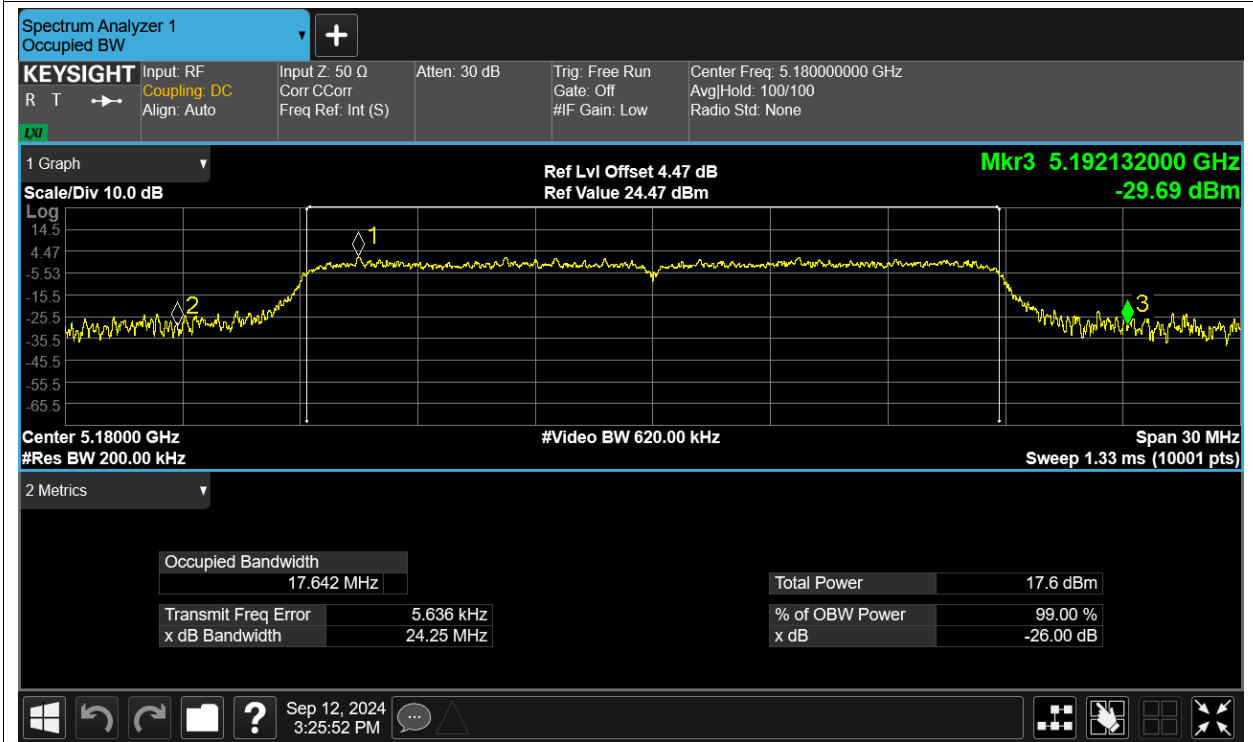 Spectrum Analyzer 1
Occupied BW
KEYSIGHT
R T
LXI
Input: RF
Coupling: DC
Align: Auto
Input Z: 50 Ω
Corr CCorr
Freq Ref: Int (S)
Atten: 30 dB
Trig: Free Run
Gate: Off
#IF Gain: Low
Center Freq: 5.180000000 GHz
Avg|Hold: 100/100
Radio Std: None
1 Graph
Scale/Div 10.0 dB
Ref Lvl Offset 4.47 dB
Ref Value 24.47 dBm
Mkr3 5.192132000 GHz
-29.69 dBm
Log
14.5
4.47
-5.53
-15.5
-25.5
-35.5
-45.5
-55.5
-65.5
1
2
3
Center 5.18000 GHz
#Video BW 620.00 kHz
Span 30 MHz
#Res BW 200.00 kHz
Sweep 1.33 ms (10001 pts)
2 Metrics
Occupied Bandwidth
17.642 MHz
Total Power 17.6 dBm
Transmit Freq Error 5.636 kHz
% of OBW Power 99.00 %
x dB Bandwidth 24.25 MHz
x dB -26.00 dB
?
Sep 12, 2024
3:25:52 PM